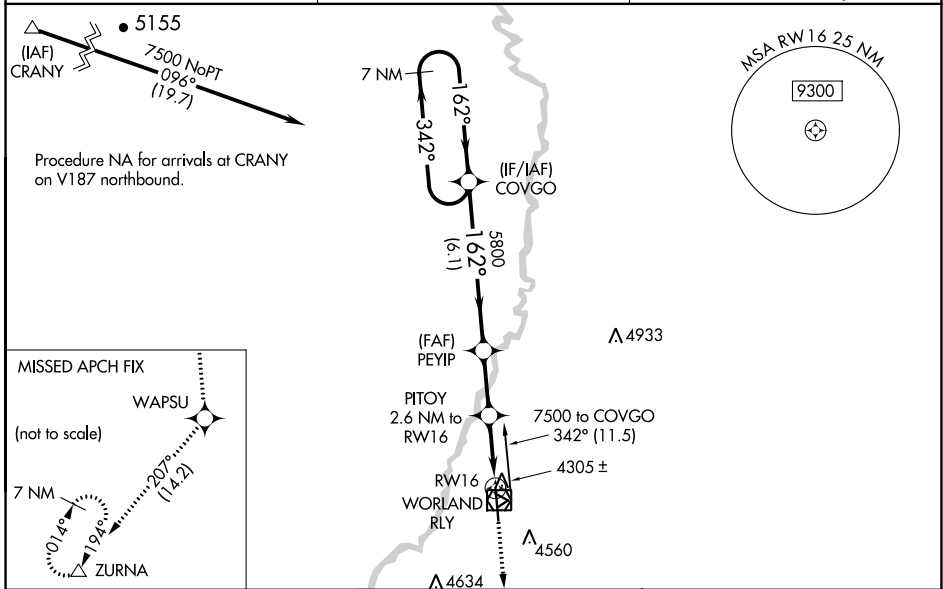 5155
(IAF)
CRANY
7500 NoPT
096°
(19.7)
Procedure NA for arrivals at CRANY
on V187 northbound.
7 NM
162°
342°
(IF/IAF)
COVGO
5800
162°
(6.1)
MSA RW16 25 NM
9300
(FAF)
PEYIP
4933
PITOY
2.6 NM to
RW16
7500 to COVGO
342° (11.5)
4305 ±
RW16
WORLAND
RLY
4560
4634
MISSED APCH FIX
WAPSU
(not to scale)
207°
(14.2)
7 NM
014°
194°
ZURNA